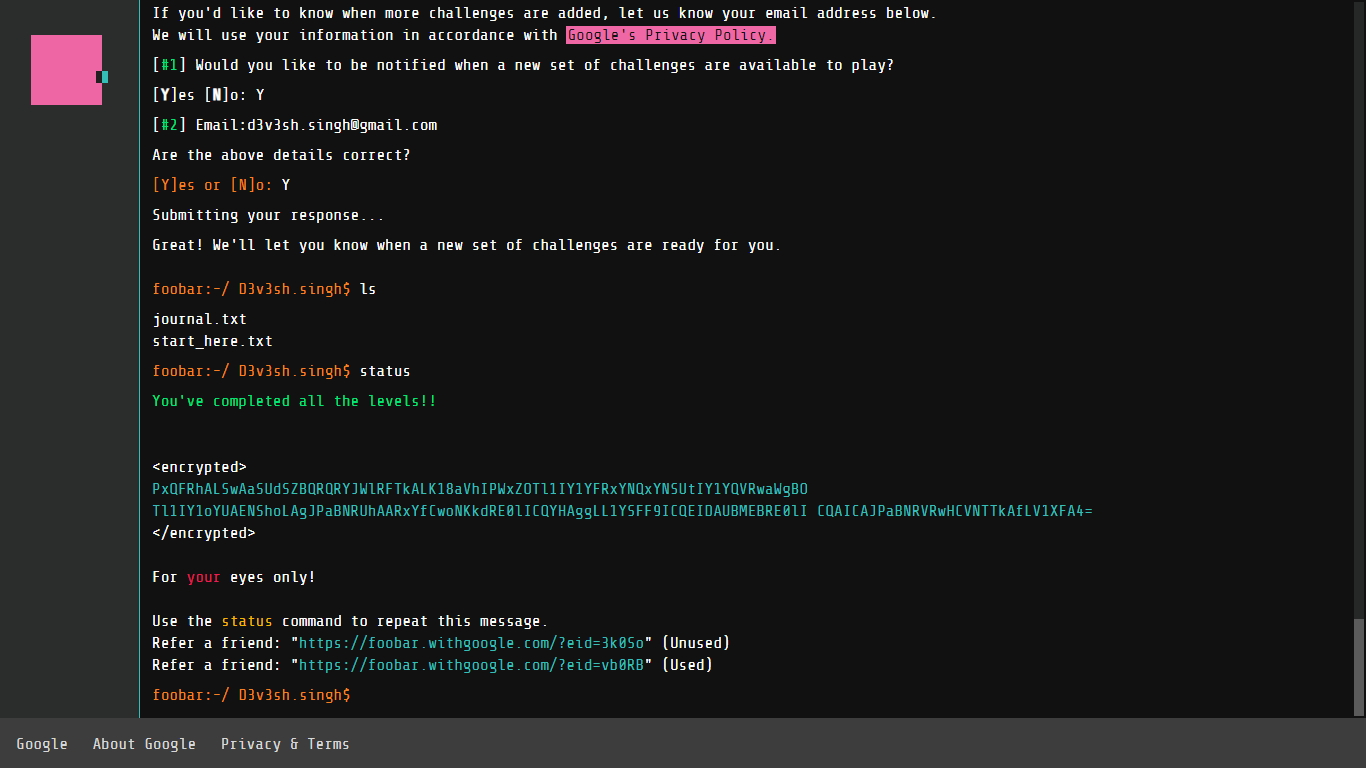 If you'd like to know when more challenges are added, let us know your email address below.
We will use your information in accordance with Google's Privacy Policy.
[#1] Would you like to be notified when a new set of challenges are available to play?
[Y]es [N]o: Y
[#2] Email:d3v3sh.singh@gmail.com
Are the above details correct?
[Y]es or [N]o: Y
Submitting your response...
Great! We'll let you know when a new set of challenges are ready for you.
foobar:~/ D3v3sh.singh$ ls
journal.txt
start_here.txt
foobar:~/ D3v3sh.singh$ status
You've completed all the levels!!
<encrypted>
PxQFRhALSwAaSUdSZBQRQRYJWlRFTkALK18aVhIPWxZOTl1IY1YFRxYNQxYNSUtIY1YQVRwaWgBO
Tl1IY1oYUAENShoLAgJPaBNRUhAARxYfCwoNKkdRE0lICQYHAggLL1YSFF9ICQEIDAUBMEBRE0lI CQAICAJPaBNRVRwHCVNTTkAfLV1XFA4=
</encrypted>
For your eyes only!
Use the status command to repeat this message.
Refer a friend: "https://foobar.withgoogle.com/?eid=3k0So" (Unused)
Refer a friend: "https://foobar.withgoogle.com/?eid=vb0RB" (Used)
foobar:~/ D3v3sh.singh$
Google About Google Privacy & Terms